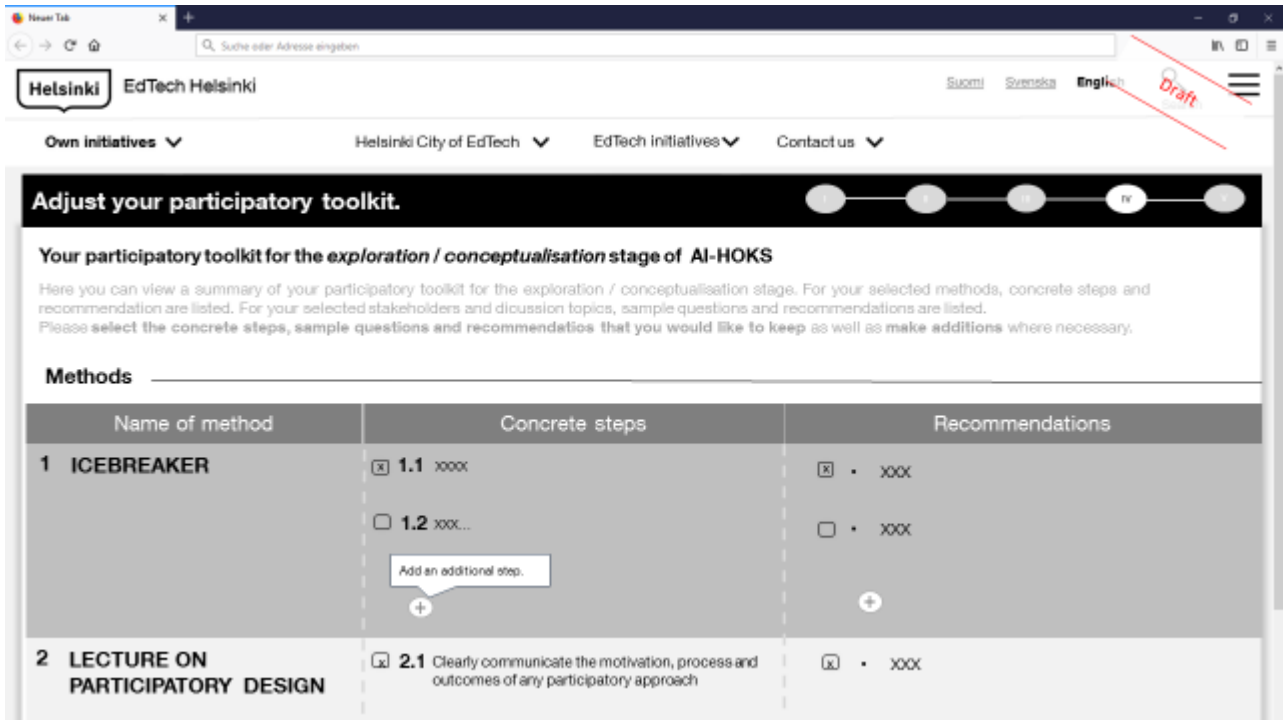 Neuer Tab
Suche oder Adresse eingeben
Helsinki
EdTech Helsinki
Suomi Svenska English
Draft
Own initiatives
Helsinki City of EdTech
EdTech initiatives
Contact us
Adjust your participatory toolkit.
IV
Your participatory toolkit for the exploration / conceptualisation stage of AI-HOKS
Here you can view a summary of your participatory toolkit for the exploration / conceptualisation stage. For your selected methods, concrete steps and
recommendation are listed. For your selected stakeholders and dicussion topics, sample questions and recommendations are listed.
Please select the concrete steps, sample questions and recommendatios that you would like to keep as well as make additions where necessary.
Methods
Name of method Concrete steps Recommendations
1 ICEBREAKER
x 1.1 xxxx
x • xxx
1.2 xxx...
• xxx
Add an additional step.
+
+
2 LECTURE ON
PARTICIPATORY DESIGN
x 2.1 Clearly communicate the motivation, process and
outcomes of any participatory approach
x • xxx